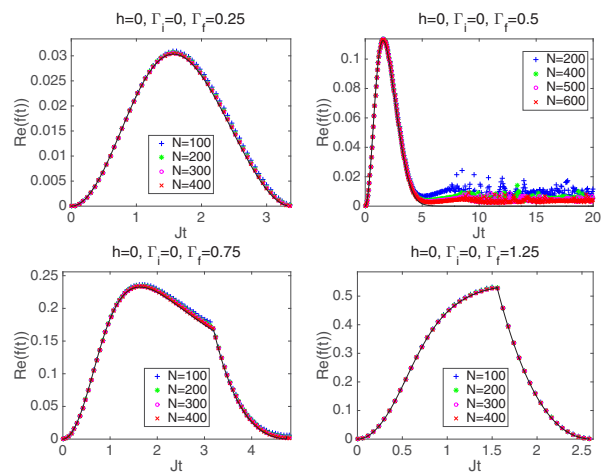 h=0, Γi=0, Γf=0.25
Re(f(t))
0.03
0.025
0.02
0.015
0.01
0.005
0
N=100
N=200
N=300
N=400
0 1 2 3
Jt
h=0, Γi=0, Γf=0.5
Re(f(t))
0.1
0.08
0.06
0.04
0.02
0
N=200
N=400
N=500
N=600
0 5 10 15 20
Jt
h=0, Γi=0, Γf=0.75
Re(f(t))
0.25
0.2
0.15
0.1
0.05
0
N=100
N=200
N=300
N=400
0 1 2 3 4
Jt
h=0, Γi=0, Γf=1.25
Re(f(t))
0.5
0.4
0.3
0.2
0.1
0
N=100
N=200
N=300
N=400
0 0.5 1 1.5 2 2.5
Jt